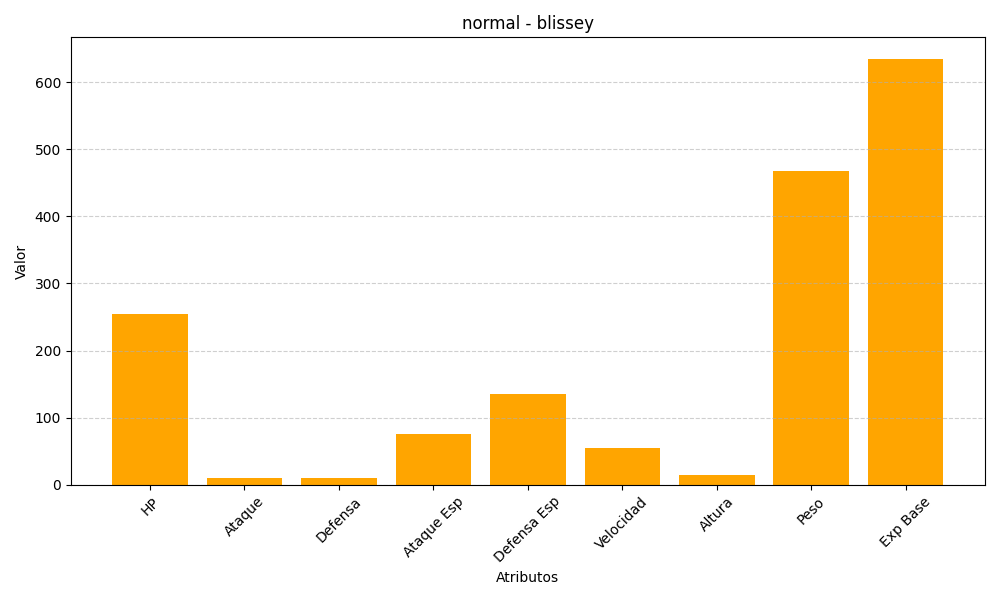 normal - blissey
Valor
600
500
400
300
200
100
0
HP
Ataque
Defensa
Ataque Esp
Defensa Esp
Velocidad
Altura
Peso
Exp Base
Atributos